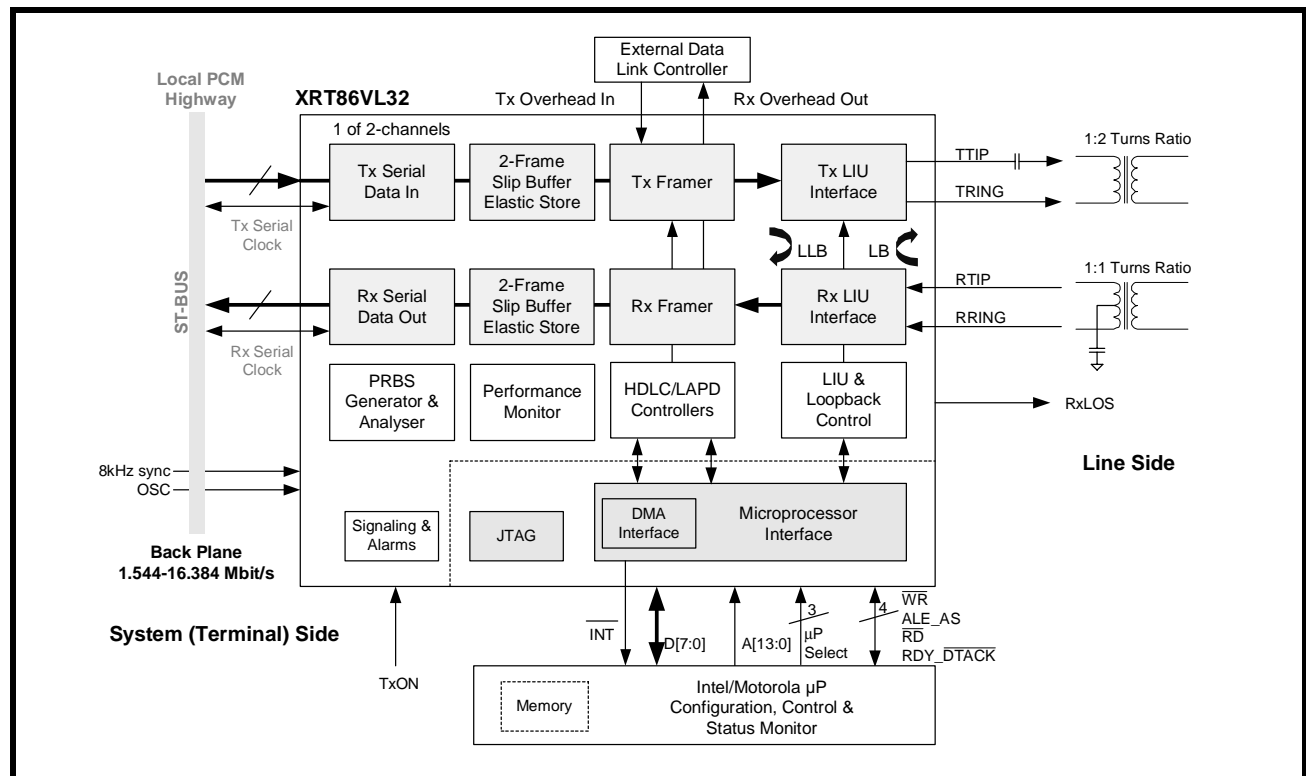 External Data
Link Controller
Local PCM
Highway
XRT86VL32
Tx Overhead In
Rx Overhead Out
1 of 2-channels
Tx Serial
Data In
2-Frame
Slip Buffer
Elastic Store
Tx Framer
Tx LIU
Interface
TTIP
TRING
1:2 Turns Ratio
Tx Serial
Clock
LLB
LB
ST-BUS
Rx Serial
Data Out
2-Frame
Slip Buffer
Elastic Store
Rx Framer
Rx LIU
Interface
RTIP
RRING
1:1 Turns Ratio
Rx Serial
Clock
PRBS
Generator &
Analyser
Performance
Monitor
HDLC/LAPD
Controllers
LIU &
Loopback
Control
RxLOS
Line Side
8kHz sync
OSC
Signaling &
Alarms
JTAG
DMA
Interface
Microprocessor
Interface
Back Plane
1.544-16.384 Mbit/s
System (Terminal) Side
TxON
INT
D[7:0]
A[13:0]
3
µP
Select
4
WR
ALE_AS
RD
RDY_DTACK
Memory
Intel/Motorola µP
Configuration, Control &
Status Monitor